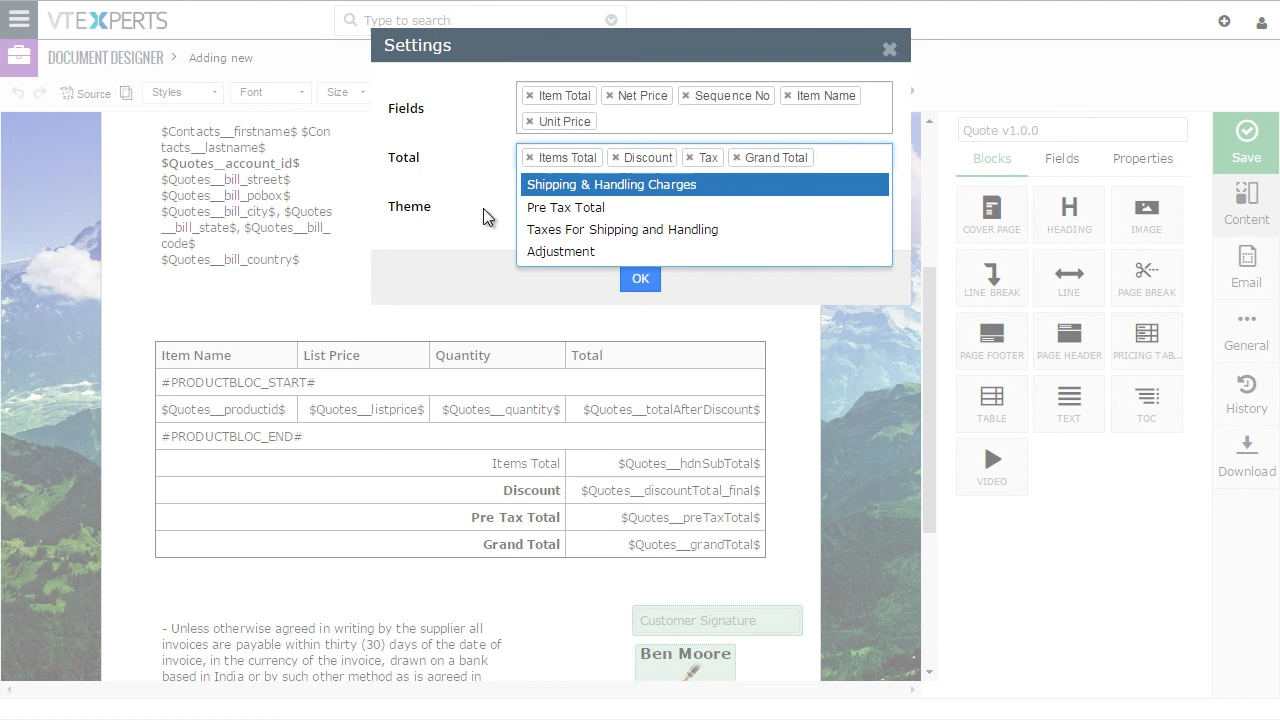 VTEXPERTS
Type to search
DOCUMENT DESIGNER > Adding new
Source
Styles
Font
Size
Settings
Fields
× Item Total × Net Price × Sequence No × Item Name
× Unit Price
Total
× Items Total × Discount × Tax × Grand Total
Shipping & Handling Charges
Pre Tax Total
Taxes For Shipping and Handling
Adjustment
Theme
OK
$Contacts__firstname$ $Con
tacts__lastname$
$Quotes__account_id$
$Quotes__bill_street$
$Quotes__bill_pobox$
$Quotes__bill_city$, $Quotes
__bill_state$, $Quotes__bill_
code$
$Quotes__bill_country$
Item Name List Price Quantity Total
#PRODUCTBLOC_START#
$Quotes__productid$ $Quotes__listprice$ $Quotes__quantity$ $Quotes__totalAfterDiscount$
#PRODUCTBLOC_END#
Items Total $Quotes__hdnSubTotal$
Discount $Quotes__discountTotal_final$
Pre Tax Total $Quotes__preTaxTotal$
Grand Total $Quotes__grandTotal$
- Unless otherwise agreed in writing by the supplier all
invoices are payable within thirty (30) days of the date of
invoice, in the currency of the invoice, drawn on a bank
based in India or by such other method as is agreed in
Customer Signature
Ben Moore
Quote v1.0.0
Blocks Fields Properties
COVER PAGE HEADING IMAGE
LINE BREAK LINE PAGE BREAK
PAGE FOOTER PAGE HEADER PRICING TAB...
TABLE TEXT TOC
VIDEO
Save
Content
Email
General
History
Download